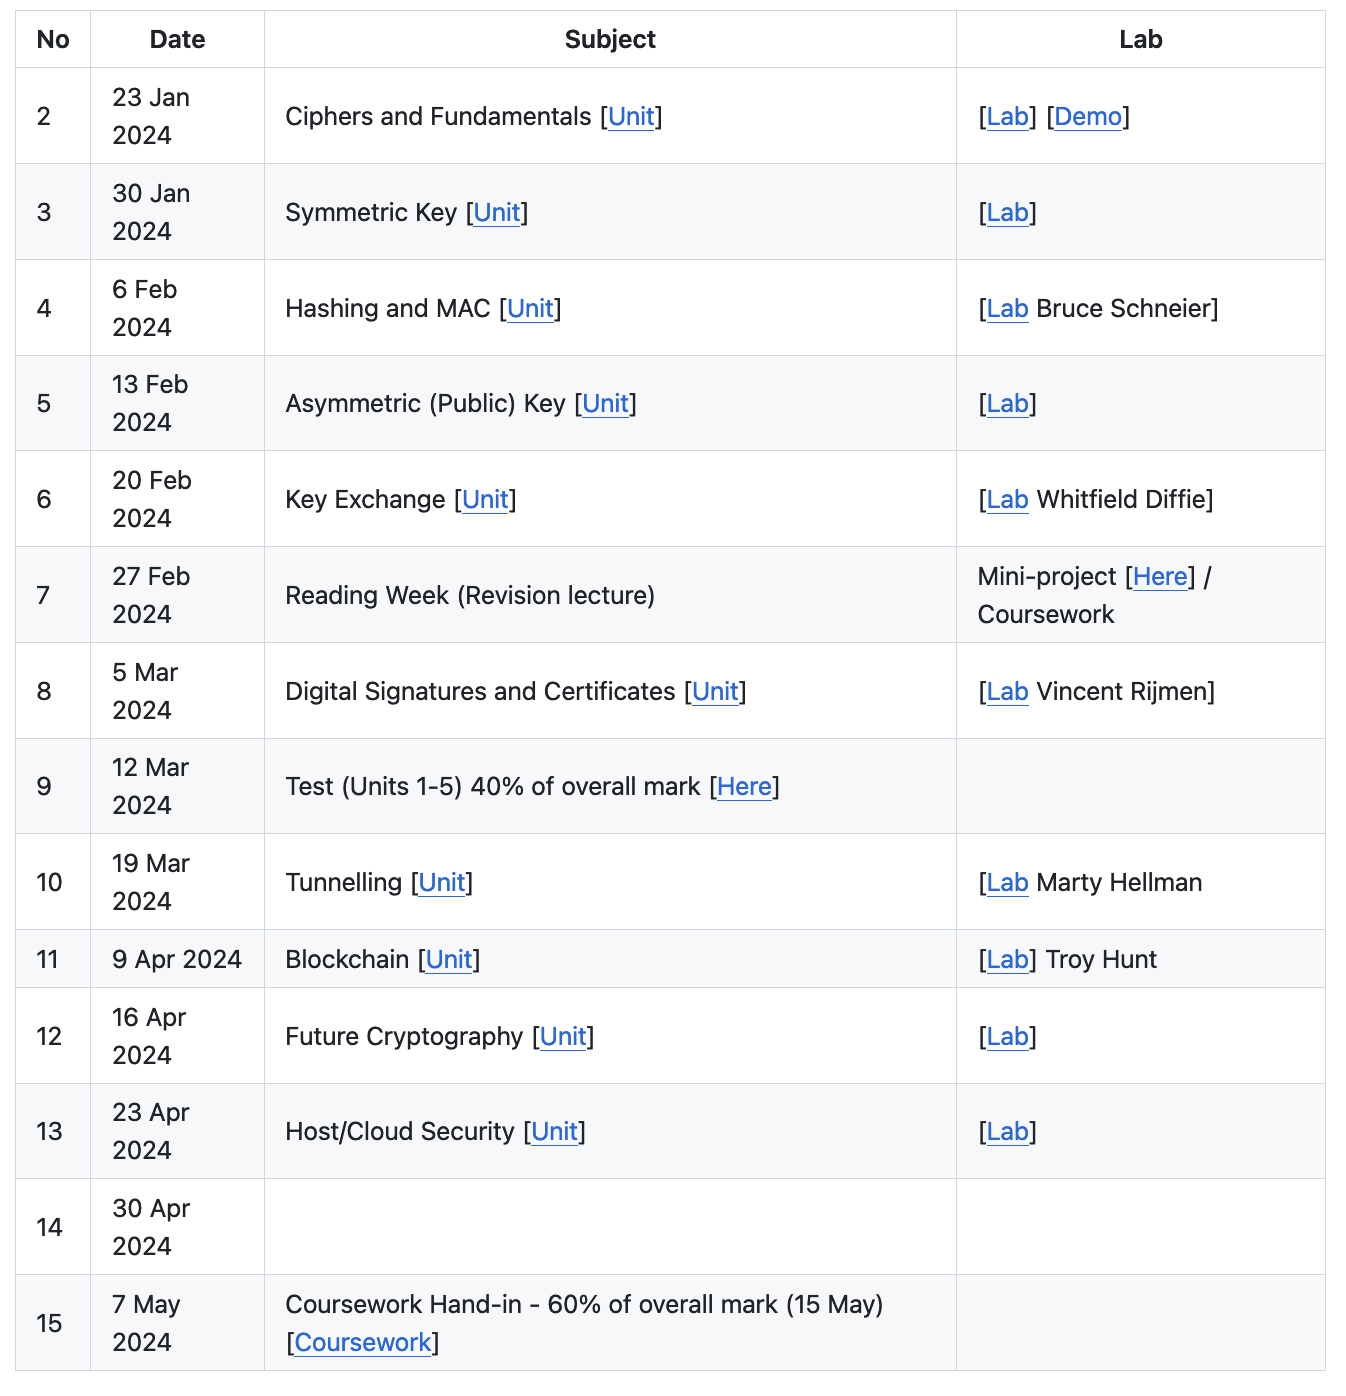 No Date Subject Lab
2 23 Jan 2024 Ciphers and Fundamentals [Unit] [Lab] [Demo]
3 30 Jan 2024 Symmetric Key [Unit] [Lab]
4 6 Feb 2024 Hashing and MAC [Unit] [Lab Bruce Schneier]
5 13 Feb 2024 Asymmetric (Public) Key [Unit] [Lab]
6 20 Feb 2024 Key Exchange [Unit] [Lab Whitfield Diffie]
7 27 Feb 2024 Reading Week (Revision lecture) Mini-project [Here] / Coursework
8 5 Mar 2024 Digital Signatures and Certificates [Unit] [Lab Vincent Rijmen]
9 12 Mar 2024 Test (Units 1-5) 40% of overall mark [Here]
10 19 Mar 2024 Tunnelling [Unit] [Lab Marty Hellman
11 9 Apr 2024 Blockchain [Unit] [Lab] Troy Hunt
12 16 Apr 2024 Future Cryptography [Unit] [Lab]
13 23 Apr 2024 Host/Cloud Security [Unit] [Lab]
14 30 Apr 2024
15 7 May 2024 Coursework Hand-in - 60% of overall mark (15 May) [Coursework]